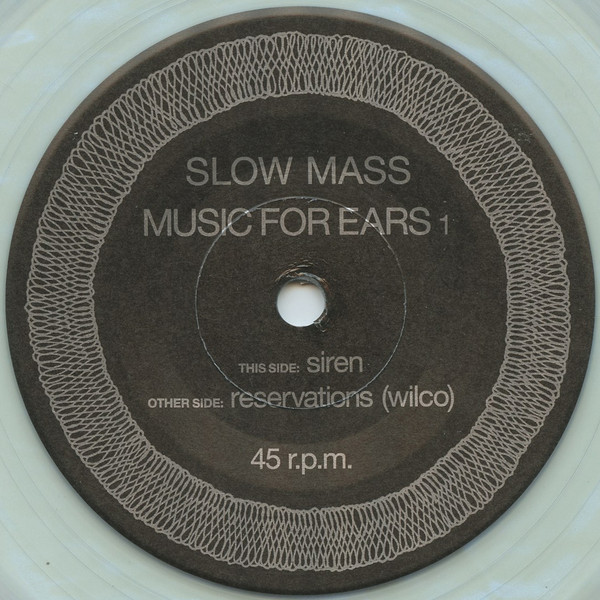 SLOW MASS
MUSIC FOR EARS 1
THIS SIDE: siren
OTHER SIDE: reservations (wilco)
45 r.p.m.